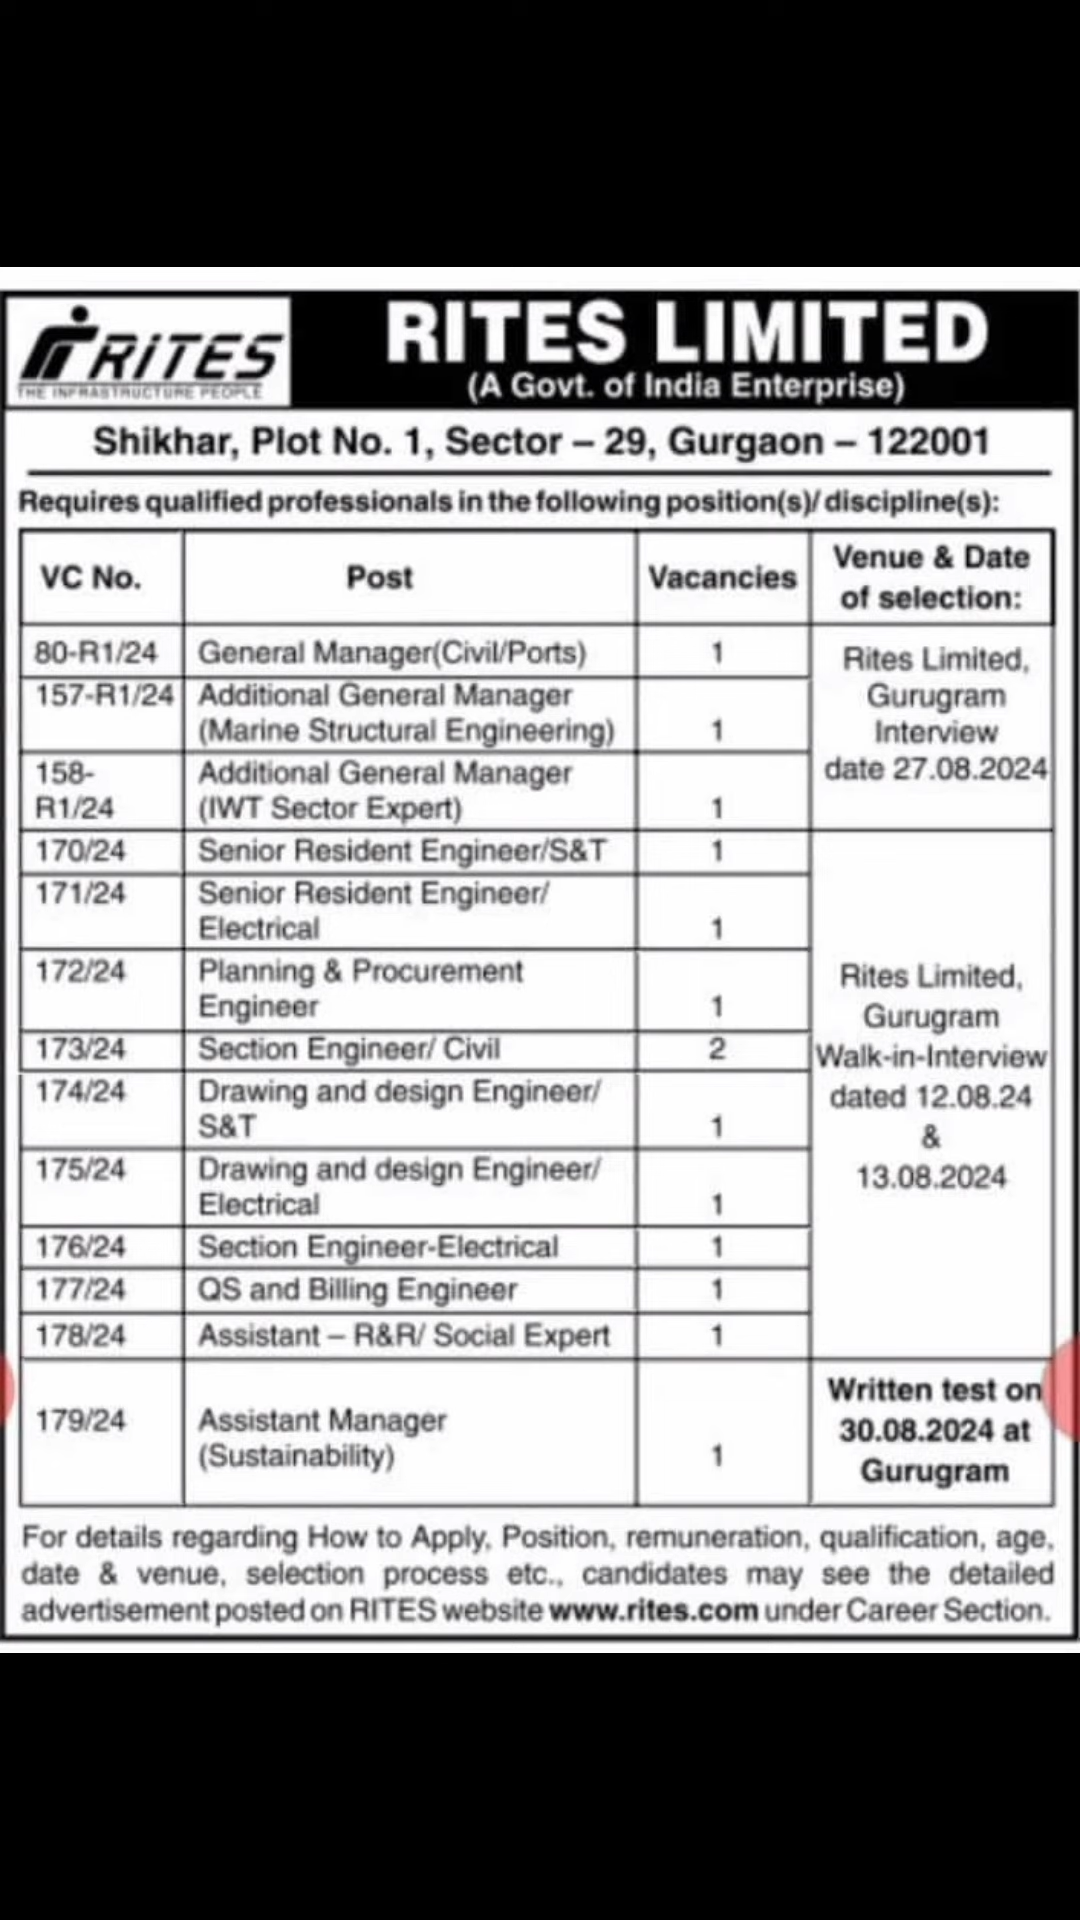 RITES
THE INFRASTRUCTURE PEOPLE
RITES LIMITED
(A Govt. of India Enterprise)
Shikhar, Plot No. 1, Sector – 29, Gurgaon – 122001
Requires qualified professionals in the following position(s)/ discipline(s):
VC No. Post Vacancies Venue & Date
of selection:
80-R1/24 General Manager(Civil/Ports) 1
157-R1/24 Additional General Manager
(Marine Structural Engineering) 1
158-
R1/24 Additional General Manager
(IWT Sector Expert) 1
Rites Limited,
Gurugram
Interview
date 27.08.2024
170/24 Senior Resident Engineer/S&T 1
171/24 Senior Resident Engineer/
Electrical 1
172/24 Planning & Procurement
Engineer 1
173/24 Section Engineer/ Civil 2
174/24 Drawing and design Engineer/
S&T 1
175/24 Drawing and design Engineer/
Electrical 1
176/24 Section Engineer-Electrical 1
177/24 QS and Billing Engineer 1
178/24 Assistant – R&R/ Social Expert 1
Rites Limited,
Gurugram
Walk-in-Interview
dated 12.08.24
&
13.08.2024
179/24 Assistant Manager
(Sustainability) 1
Written test on
30.08.2024 at
Gurugram
For details regarding How to Apply, Position, remuneration, qualification, age,
date & venue, selection process etc., candidates may see the detailed
advertisement posted on RITES website www.rites.com under Career Section.